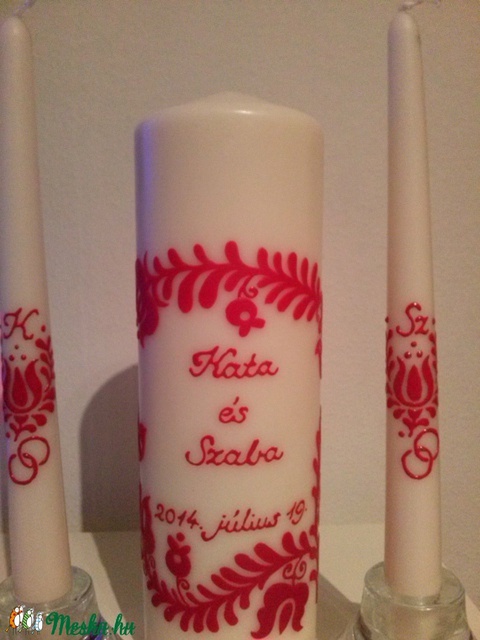 K
Sz
Kata
és
Szaba
2014. július 19.
Meska.hu